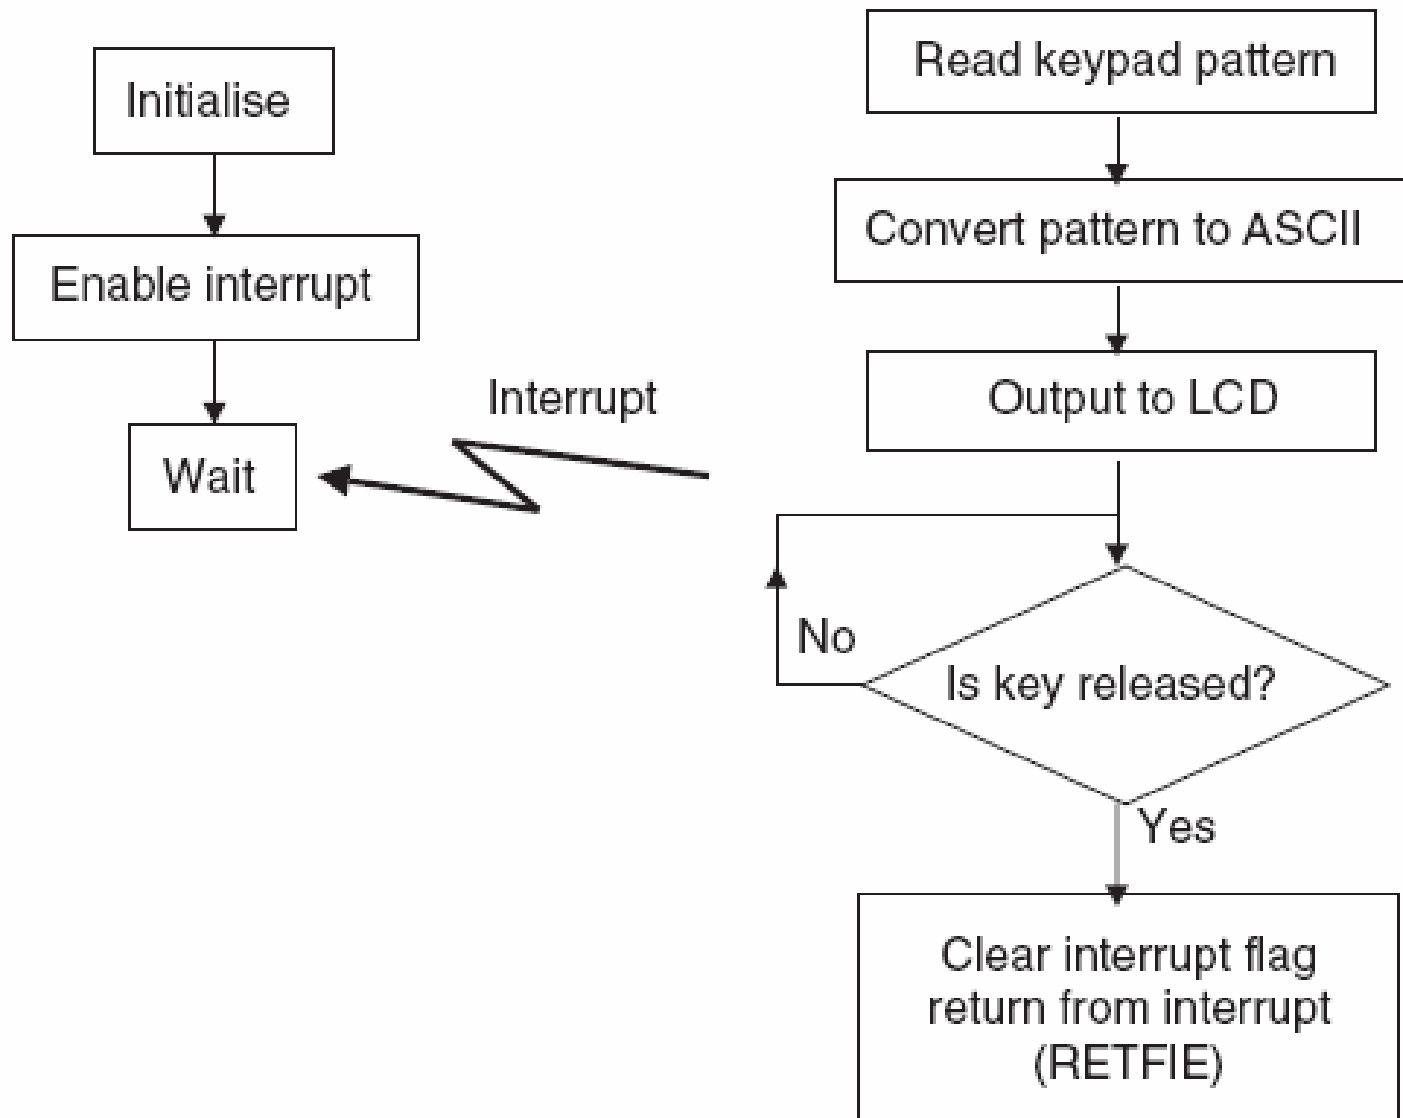 Initialise
Enable interrupt
Wait
Interrupt
Read keypad pattern
Convert pattern to ASCII
Output to LCD
No
Is key released?
Yes
Clear interrupt flag
return from interrupt
(RETFIE)